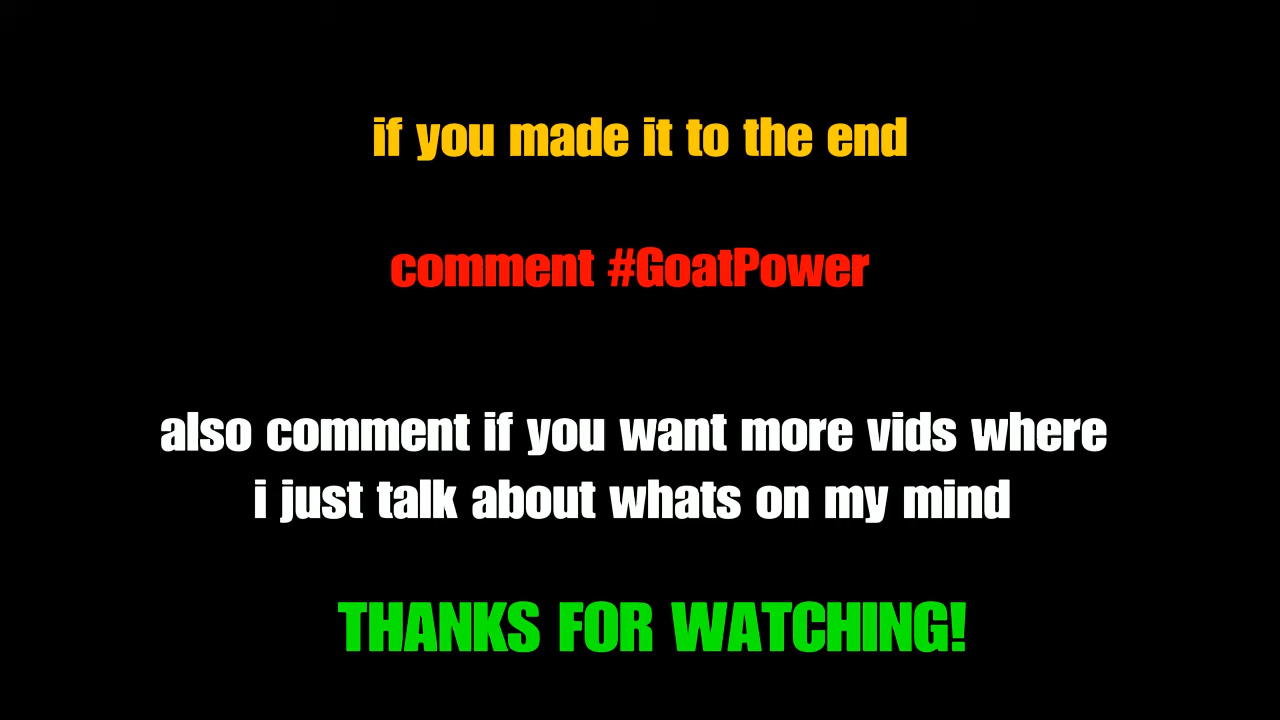 if you made it to the end
comment #GoatPower
also comment if you want more vids where
i just talk about whats on my mind
THANKS FOR WATCHING!